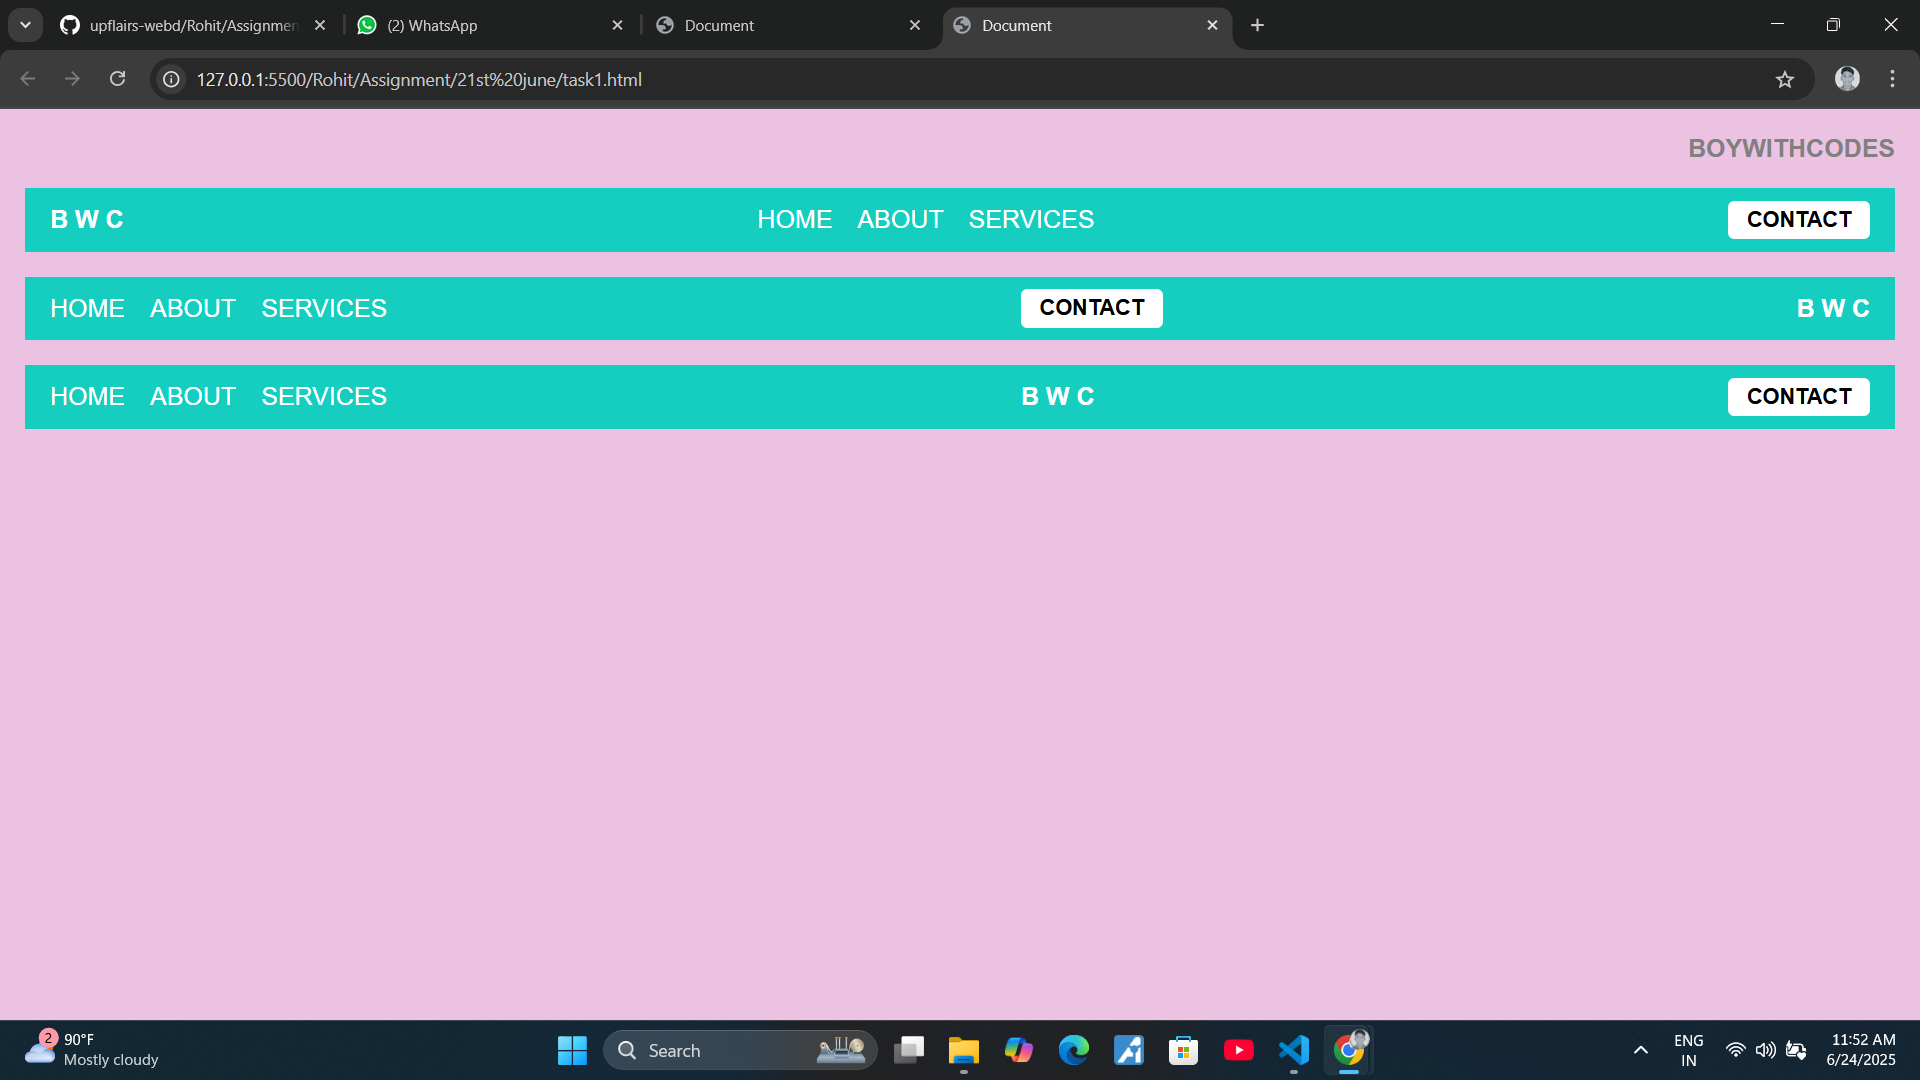 upflairs-webd/Rohit/Assignmen
(2) WhatsApp
Document
Document
127.0.0.1:5500/Rohit/Assignment/21st%20june/task1.html
BOYWITHCODES
B W C HOME ABOUT SERVICES CONTACT
HOME ABOUT SERVICES CONTACT B W C
HOME ABOUT SERVICES B W C CONTACT
2
90°F
Mostly cloudy
Search
ENG
IN
11:52 AM
6/24/2025